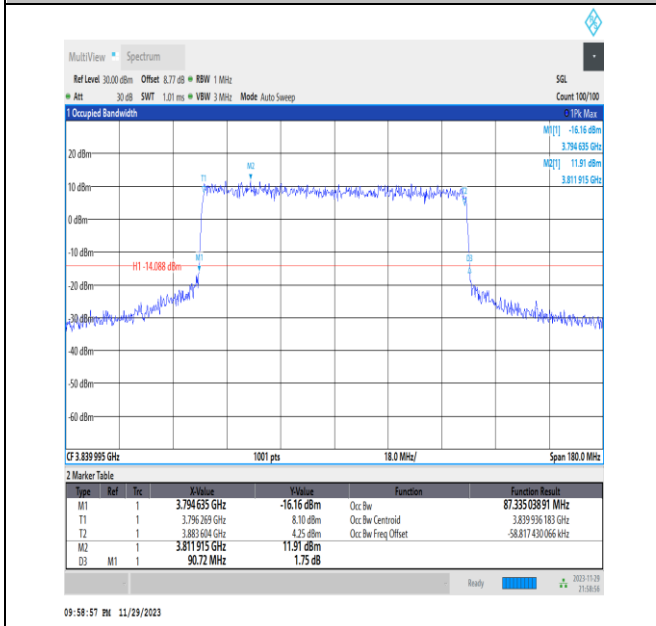 MultiView Spectrum
Ref Level 30.00 dBm Offset 8.77 dB RBW 1 MHz SGL
Att 30 dB SWT 1.01 ms VBW 3 MHz Mode Auto Sweep Count 100/100
1 Occupied Bandwidth 1Pk Max
M1[1] -16.16 dBm
3.794 635 GHz
20 dBm
M2[1] 11.91 dBm
3.811 915 GHz
M2
T1
10 dBm
T2
0 dBm
-10 dBm
M1 D3
H1 -14.088 dBm
-20 dBm
-30 dBm
-40 dBm
-50 dBm
-60 dBm
CF 3.839 995 GHz 1001 pts 18.0 MHz/ Span 180.0 MHz
2 Marker Table
Type Ref Trc X-Value Y-Value Function Function Result
M1 1 3.794 635 GHz -16.16 dBm Occ Bw 87.335 038 91 MHz
T1 1 3.796 269 GHz 8.10 dBm Occ Bw Centroid 3.839 936 183 GHz
T2 1 3.883 604 GHz 4.25 dBm Occ Bw Freq Offset -58.817 430 066 kHz
M2 1 3.811 915 GHz 11.91 dBm
D3 M1 1 90.72 MHz 1.75 dB
Ready 2023-11-29
21:58:56
09:58:57 PM 11/29/2023